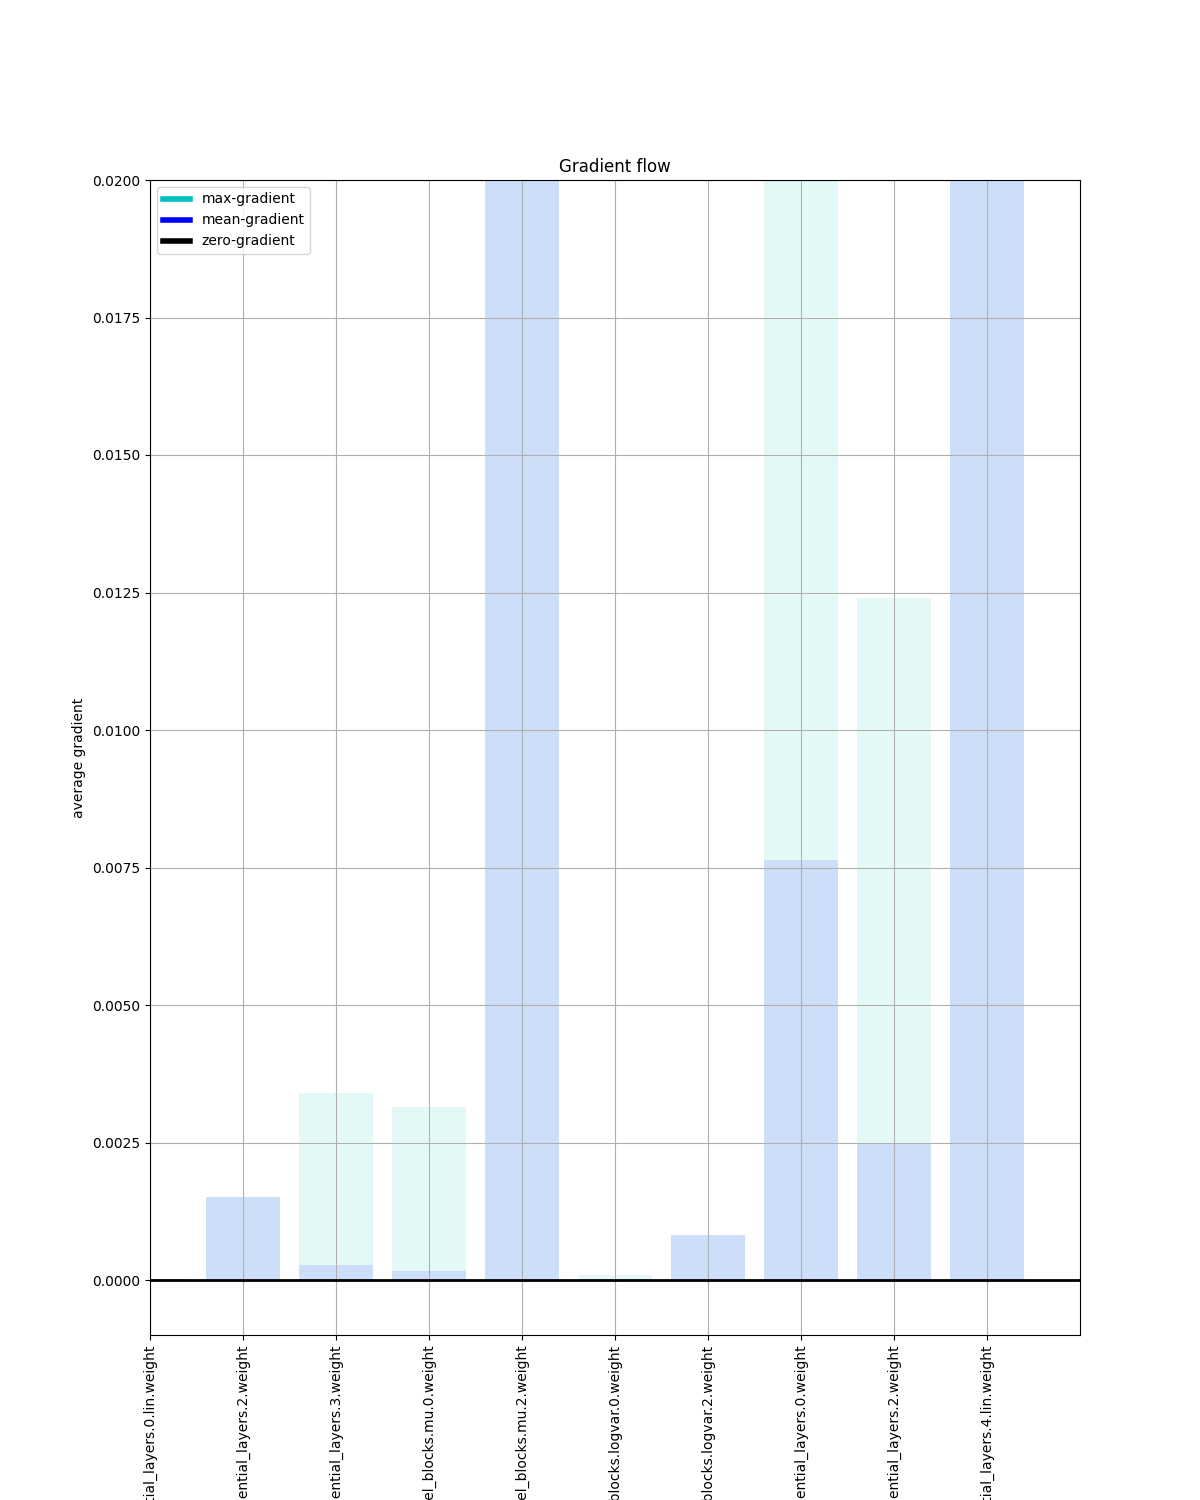 Gradient flow
max-gradient
mean-gradient
zero-gradient
0.0200
0.0175
0.0150
0.0125
0.0100
0.0075
0.0050
0.0025
0.0000
average gradient
tial_layers.0.lin.weight
ential_layers.2.weight
ential_layers.3.weight
el_blocks.mu.0.weight
el_blocks.mu.2.weight
blocks.logvar.0.weight
blocks.logvar.2.weight
ential_layers.0.weight
ential_layers.2.weight
tial_layers.4.lin.weight